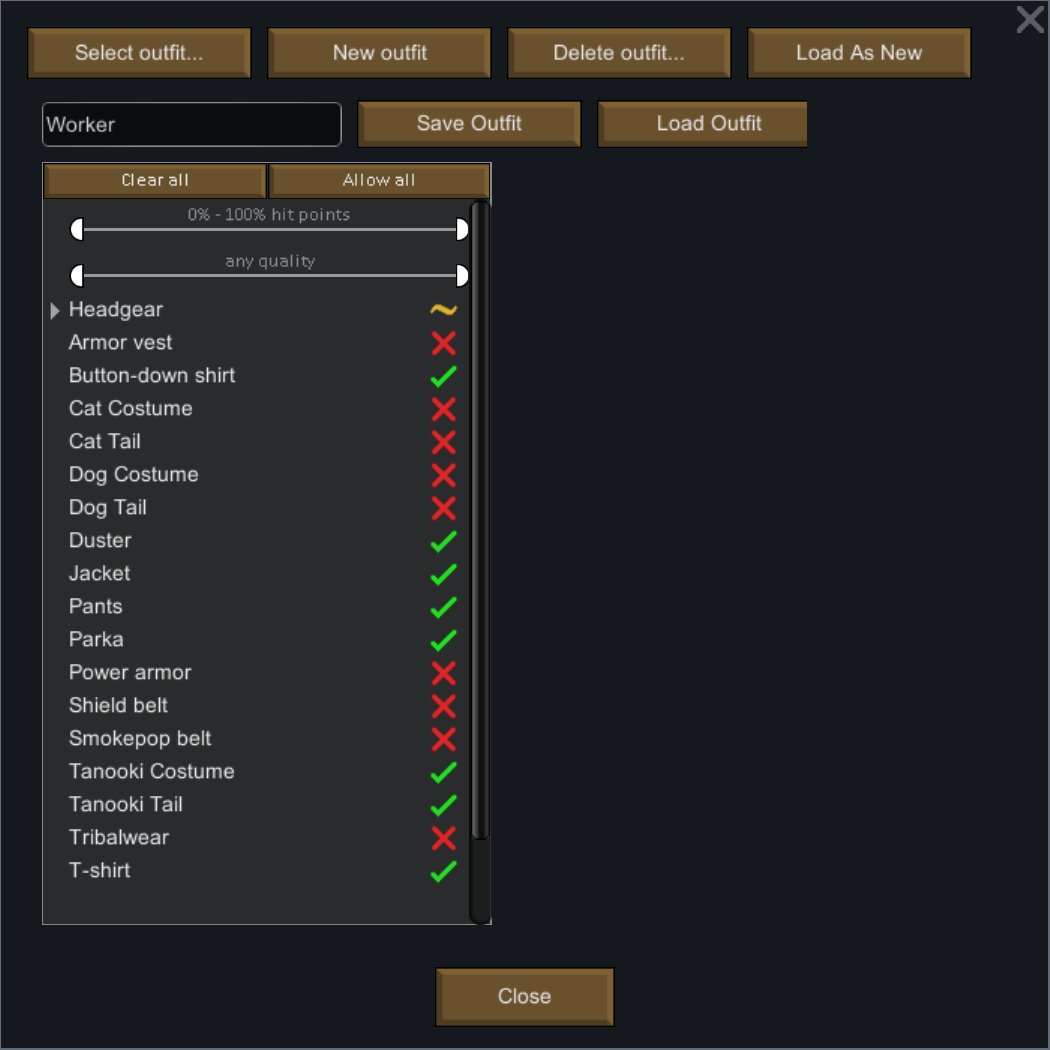 Select outfit...
New outfit
Delete outfit...
Load As New
Worker
Save Outfit
Load Outfit
Clear all
Allow all
0% - 100% hit points
any quality
Headgear
Armor vest
Button-down shirt
Cat Costume
Cat Tail
Dog Costume
Dog Tail
Duster
Jacket
Pants
Parka
Power armor
Shield belt
Smokepop belt
Tanooki Costume
Tanooki Tail
Tribalwear
T-shirt
Close